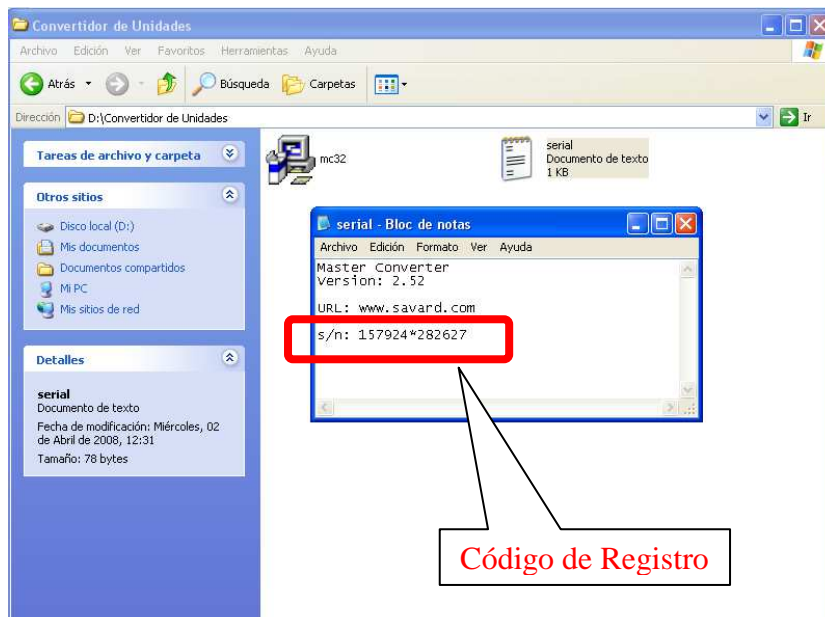 Convertidor de Unidades
Archivo Edición Ver Favoritos Herramientas Ayuda
Atrás Búsqueda Carpetas
Dirección D:\Convertidor de Unidades Ir
Tareas de archivo y carpeta
Otros sitios
Disco local (D:)
Mis documentos
Documentos compartidos
Mi PC
Mis sitios de red
Detalles
serial
Documento de texto
Fecha de modificación: Miércoles, 02
de Abril de 2008, 12:31
Tamaño: 78 bytes
mc32
serial
Documento de texto
1 KB
serial - Bloc de notas
Archivo Edición Formato Ver Ayuda
Master Converter
Version: 2.52
URL: www.savard.com
s/n: 157924*282627
Código de Registro